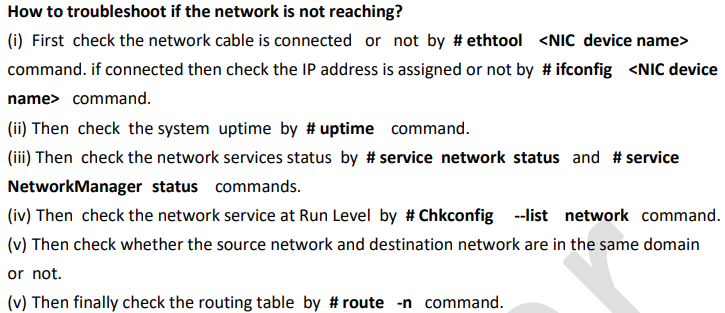 How to troubleshoot if the network is not reaching?
(i) First check the network cable is connected or not by # ethtool <NIC device name>
command. if connected then check the IP address is assigned or not by # ifconfig <NIC device
name> command.
(ii) Then check the system uptime by # uptime command.
(iii) Then check the network services status by # service network status and # service
NetworkManager status commands.
(iv) Then check the network service at Run Level by # Chkconfig --list network command.
(v) Then check whether the source network and destination network are in the same domain
or not.
(v) Then finally check the routing table by # route -n command.